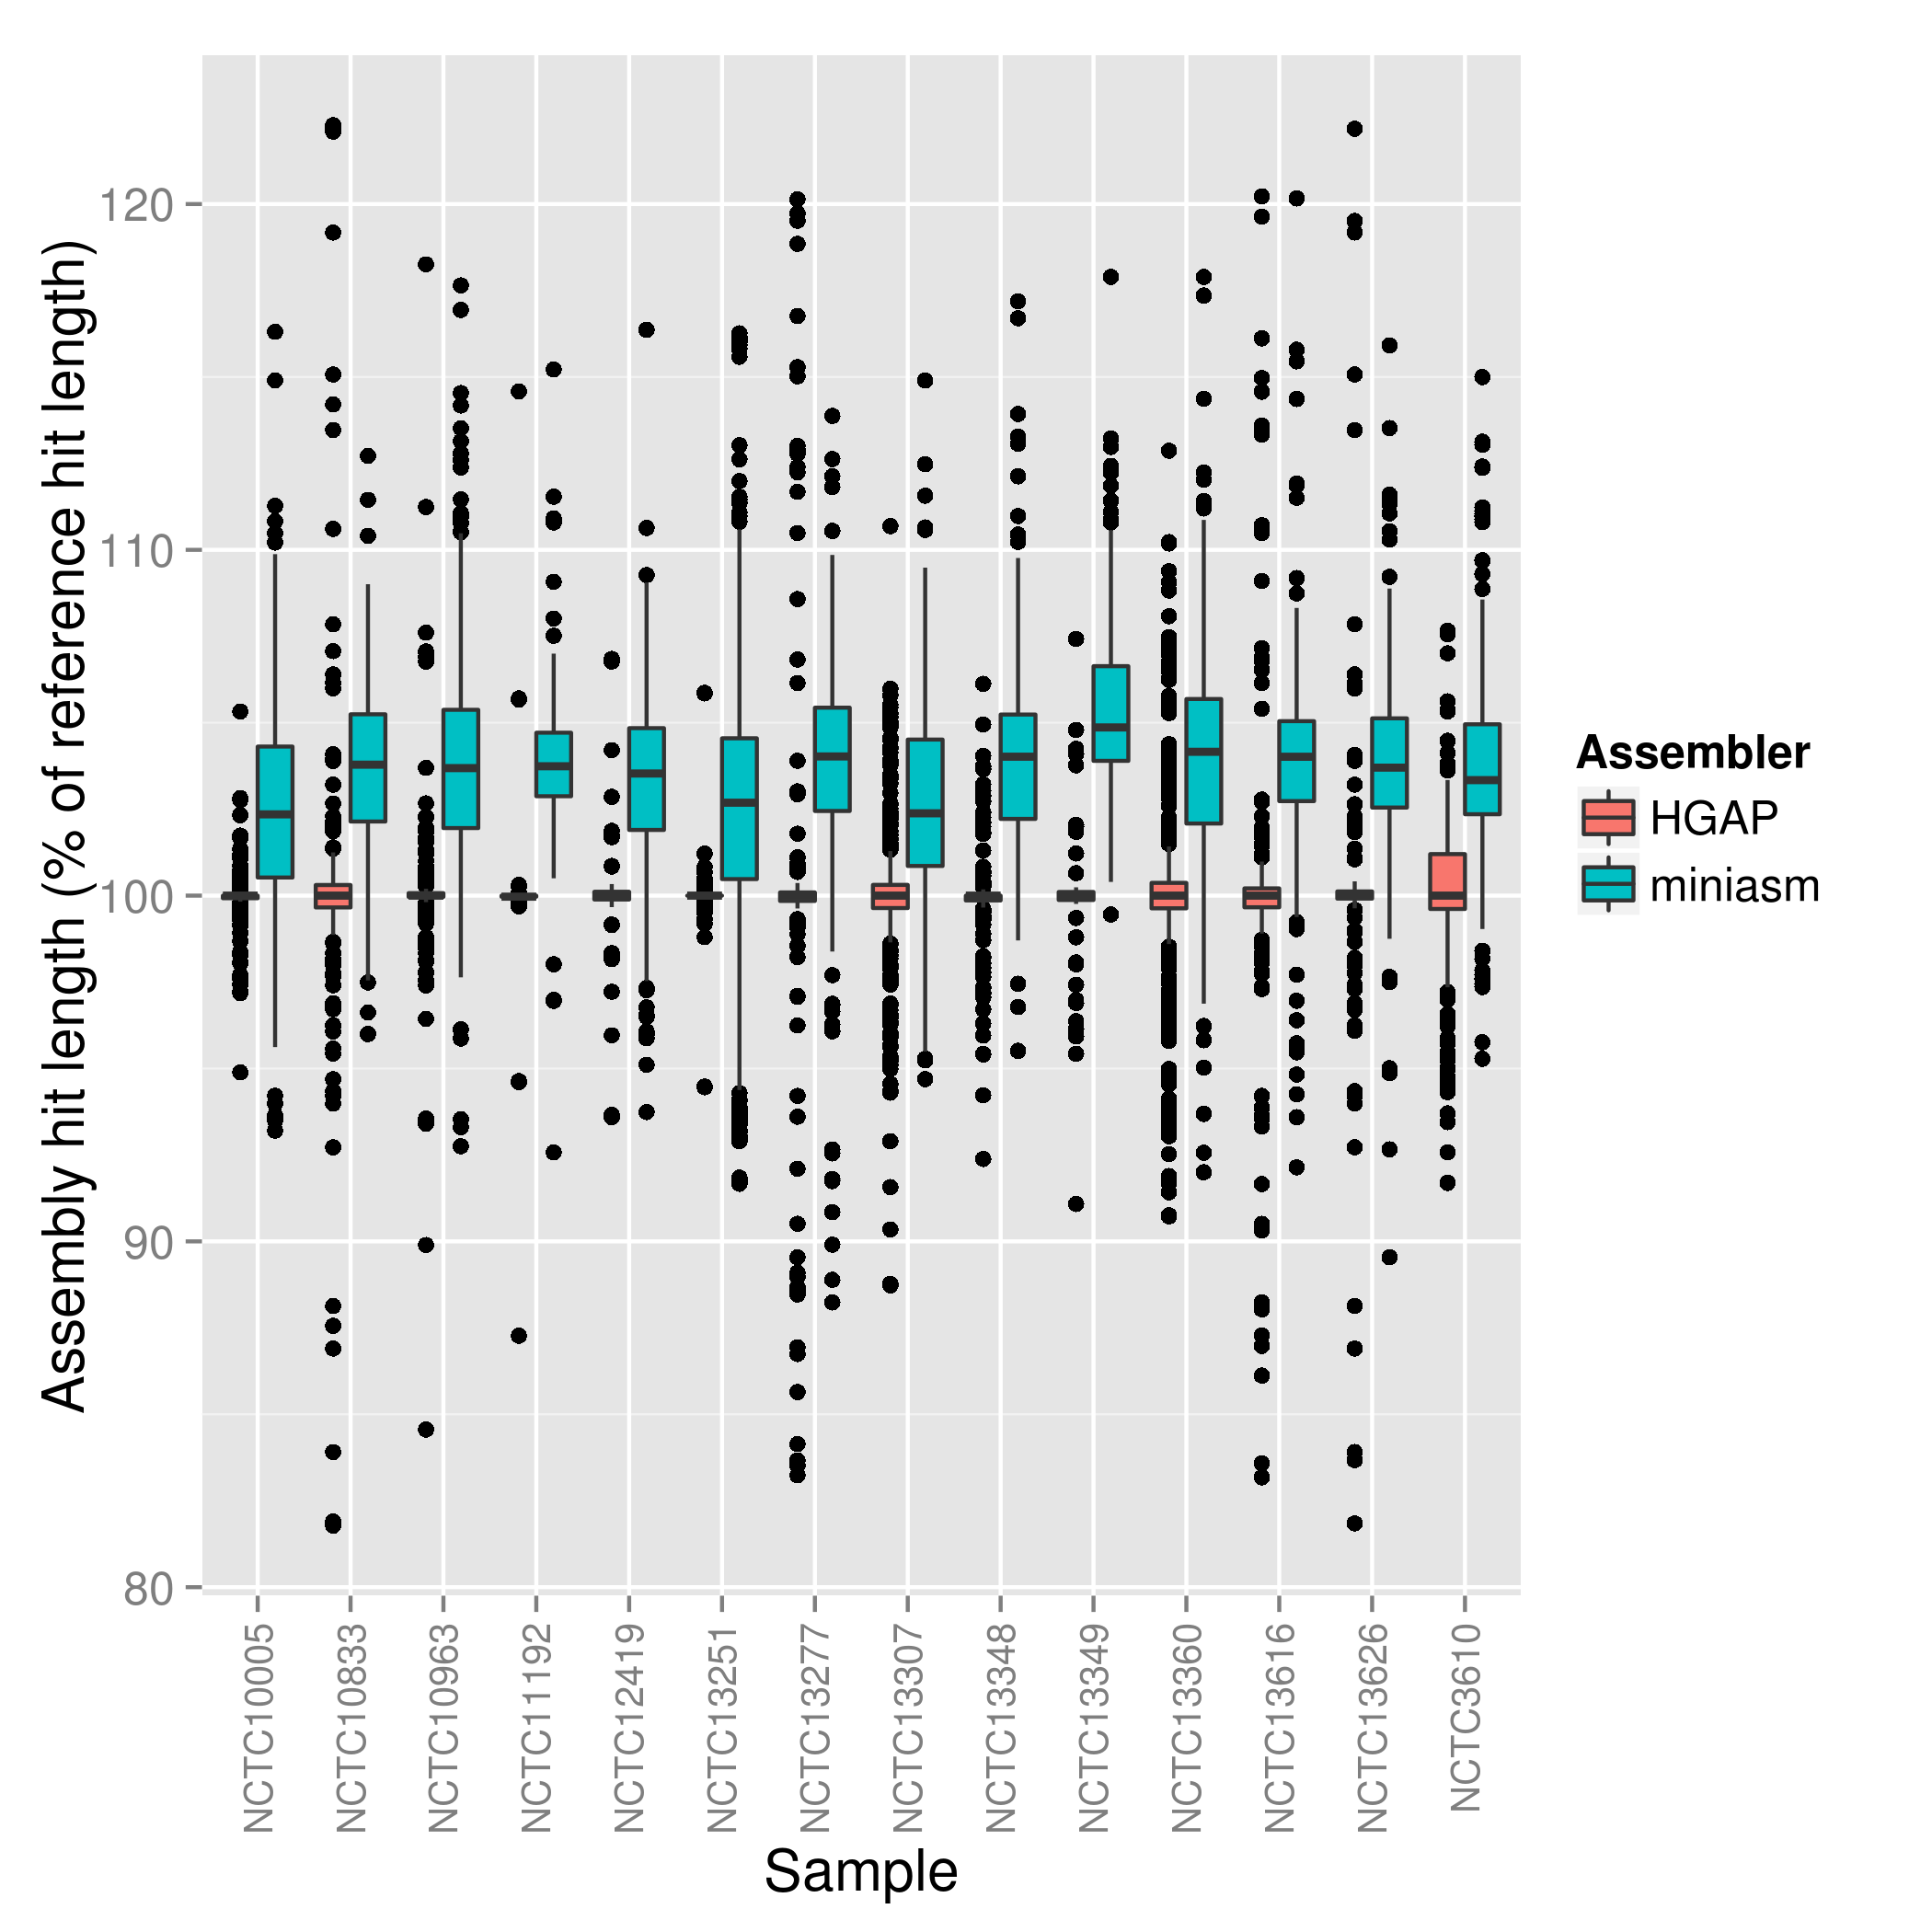 Assembly hit length (% of reference hit length)
120
110
100
90
80
NCTC10005
NCTC10833
NCTC10963
NCTC11192
NCTC12419
NCTC13251
NCTC13277
NCTC13307
NCTC13348
NCTC13349
NCTC13360
NCTC13616
NCTC13626
NCTC3610
Sample
Assembler
HGAP
miniasm